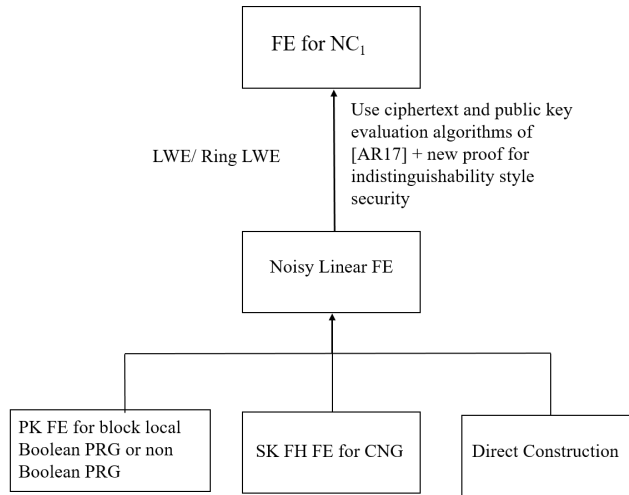 FE for NC₁
LWE/ Ring LWE
Use ciphertext and public key
evaluation algorithms of
[AR17] + new proof for
indistinguishability style
security
Noisy Linear FE
PK FE for block local
Boolean PRG or non
Boolean PRG
SK FH FE for CNG
Direct Construction